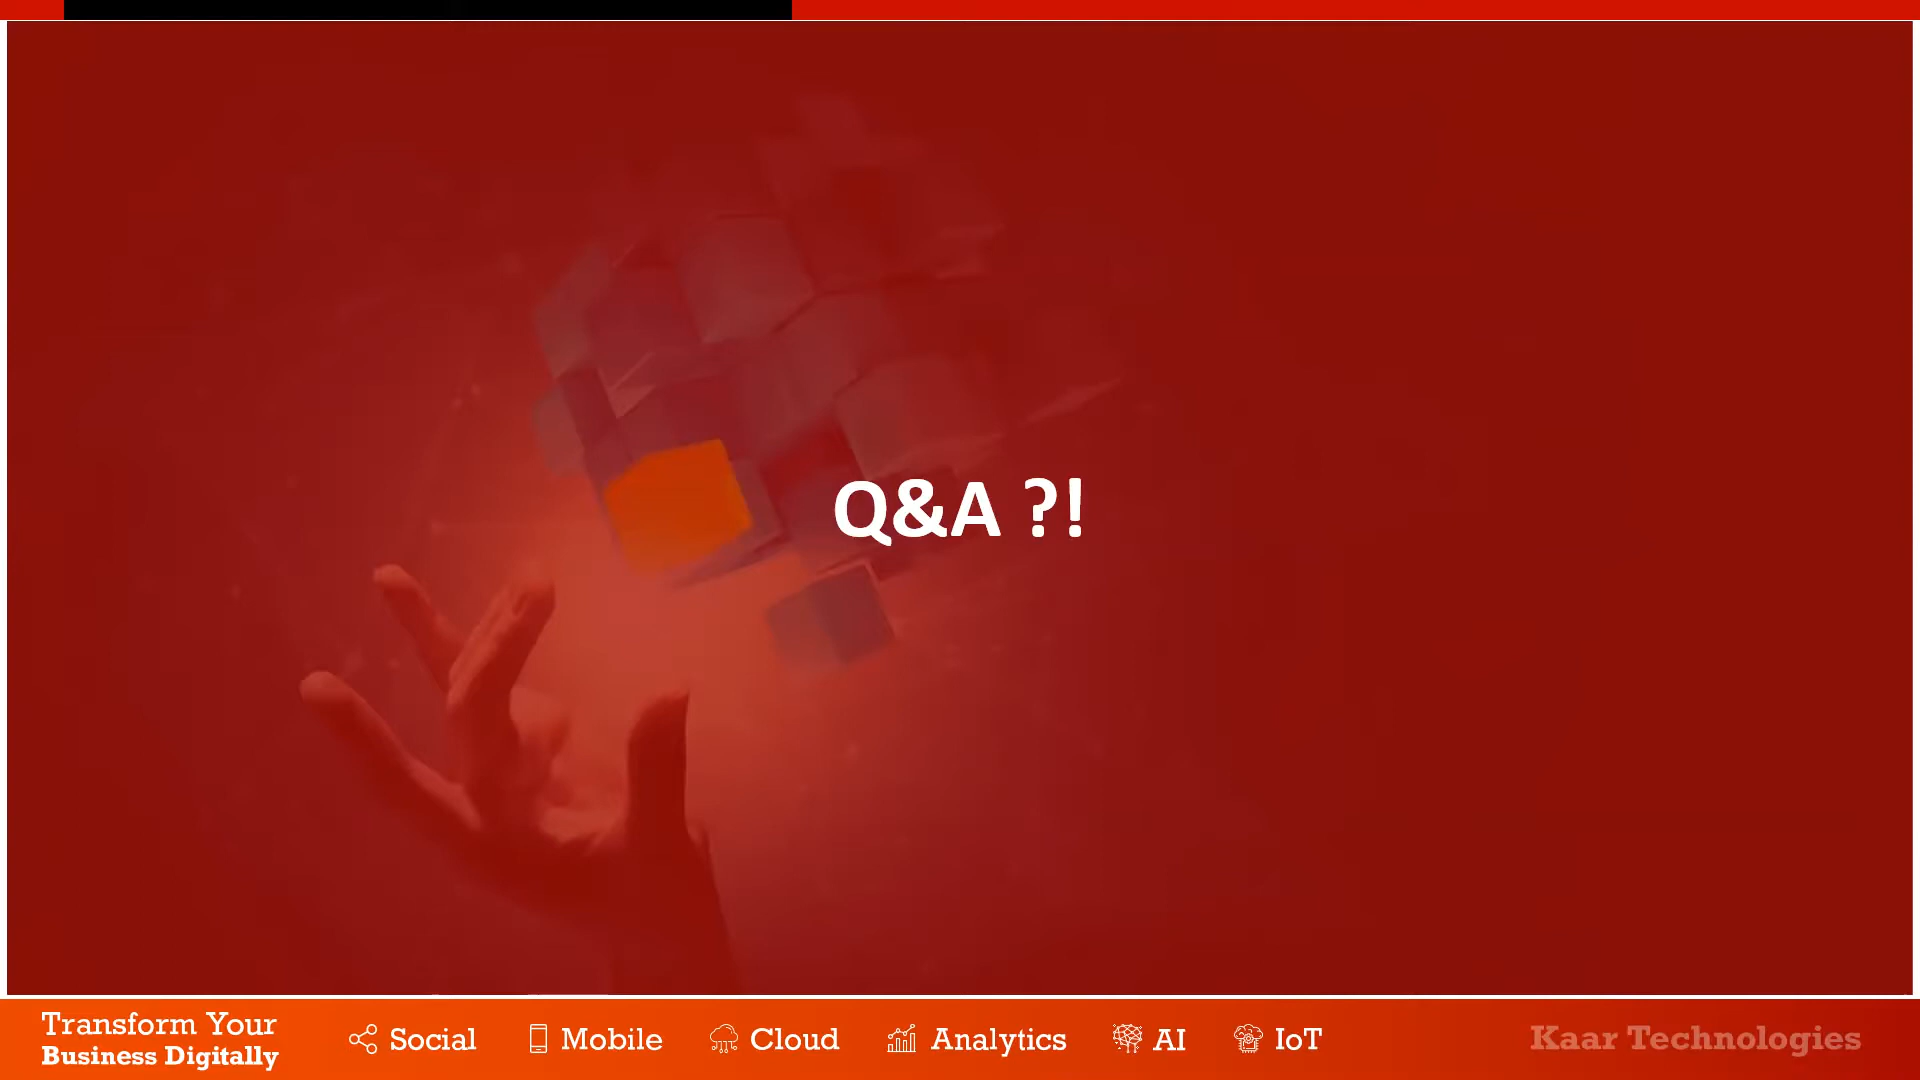 Q&A ?!
Transform Your
Business Digitally
Social
Mobile
Cloud
Analytics
AI
IoT
Kaar Technologies